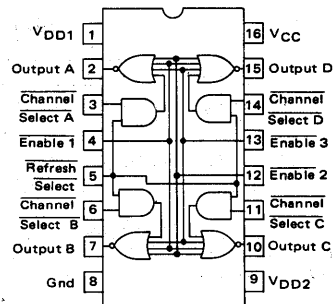 VDD1 1
16 VCC
Output A 2
15 Output D
Channel
Select A 3
14 Channel
Select D
Enable 1 4
13 Enable 3
Refresh
Select 5
12 Enable 2
Channel
Select B 6
11 Channel
Select C
Output B 7
10 Output C
Gnd 8
9 VDD2